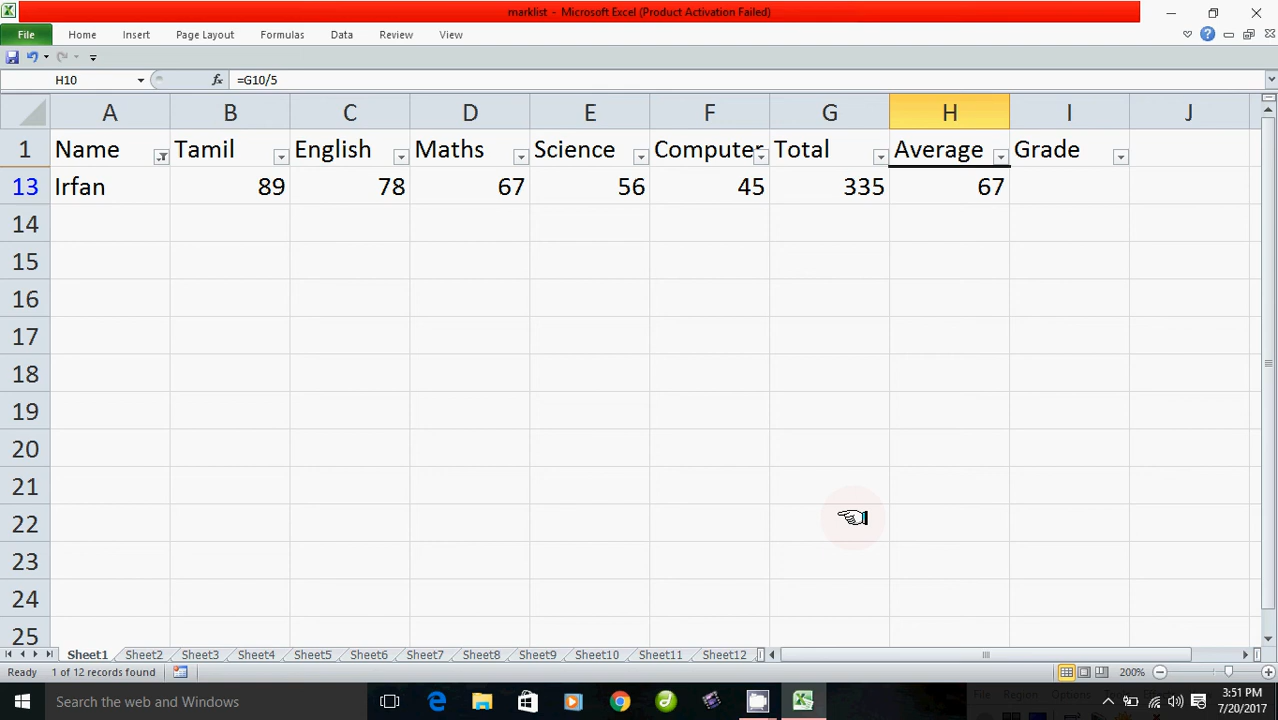 marklist - Microsoft Excel (Product Activation Failed)
File Home Insert Page Layout Formulas Data Review View
H10 fx =G10/5
A B C D E F G H I J
1 Name Tamil English Maths Science Computer Total Average Grade
13 Irfan 89 78 67 56 45 335 67
14
15
16
17
18
19
20
21
22
23
24
25
Sheet1 Sheet2 Sheet3 Sheet4 Sheet5 Sheet6 Sheet7 Sheet8 Sheet9 Sheet10 Sheet11 Sheet12
Ready 1 of 12 records found 200%
Search the web and Windows
File Region Options
3:51 PM
7/20/2017